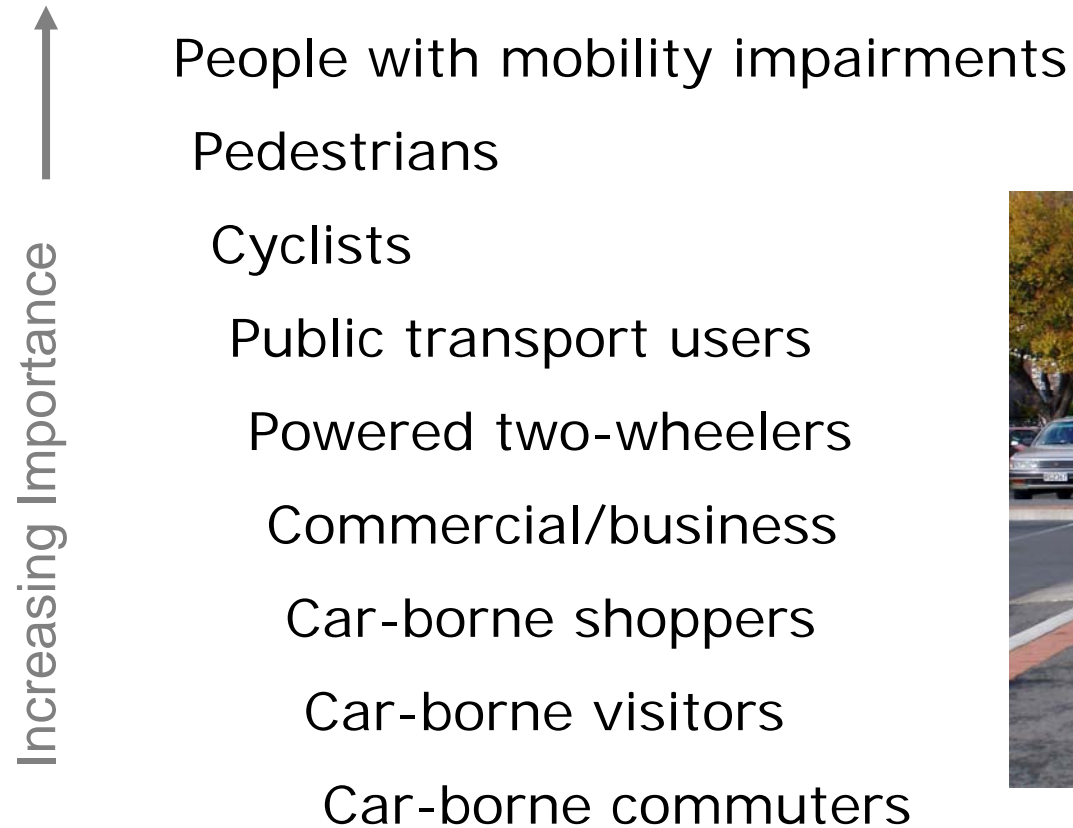 People with mobility impairments
Pedestrians
Cyclists
Public transport users
Powered two-wheelers
Commercial/business
Car-borne shoppers
Car-borne visitors
Car-borne commuters
Increasing Importance